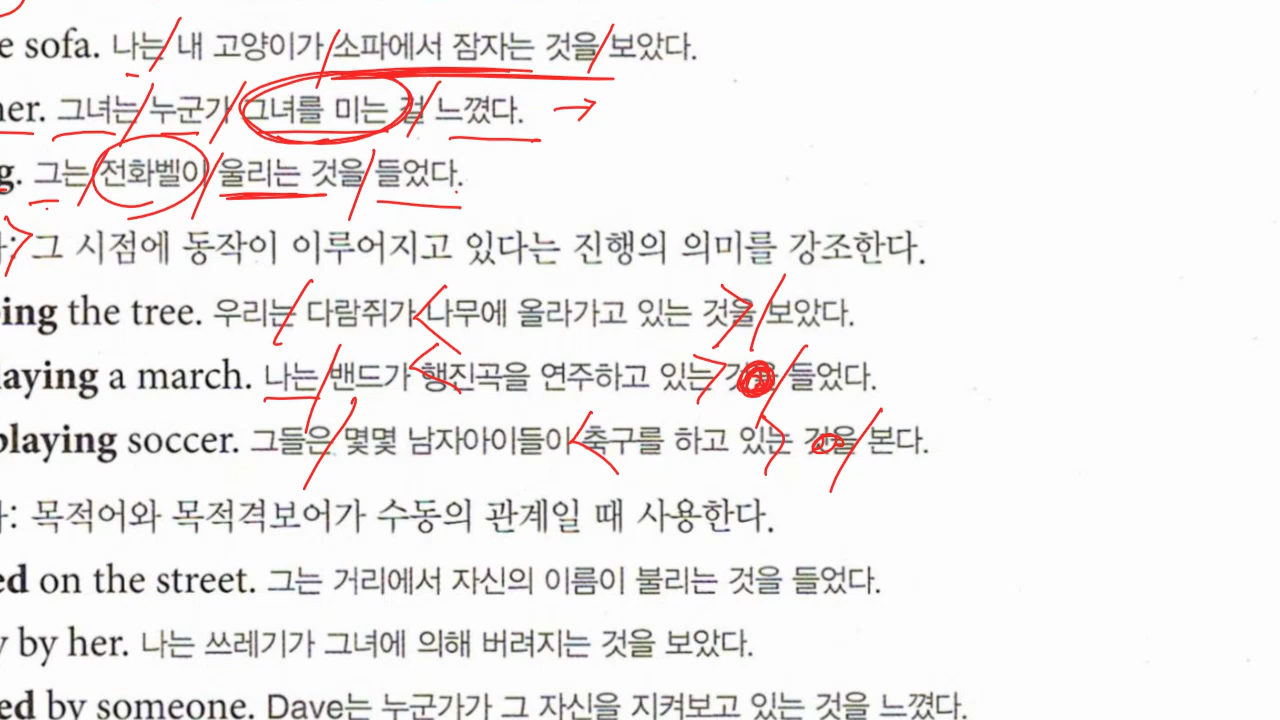 e sofa. 나는 내 고양이가 소파에서 잠자는 것을 보았다.
her. 그녀는 누군가 그녀를 미는 걸 느꼈다.
g. 그는 전화벨이 울리는 것을 들었다.
: 그 시점에 동작이 이루어지고 있다는 진행의 의미를 강조한다.
ing the tree. 우리는 다람쥐가 나무에 올라가고 있는 것을 보았다.
laying a march. 나는 밴드가 행진곡을 연주하고 있는 것을 들었다.
playing soccer. 그들은 몇몇 남자아이들이 축구를 하고 있는 것을 본다.
: 목적어와 목적격보어가 수동의 관계일 때 사용한다.
ed on the street. 그는 거리에서 자신의 이름이 불리는 것을 들었다.
y by her. 나는 쓰레기가 그녀에 의해 버려지는 것을 보았다.
ed by someone. Dave는 누군가가 그 자신을 지켜보고 있는 것을 느꼈다.